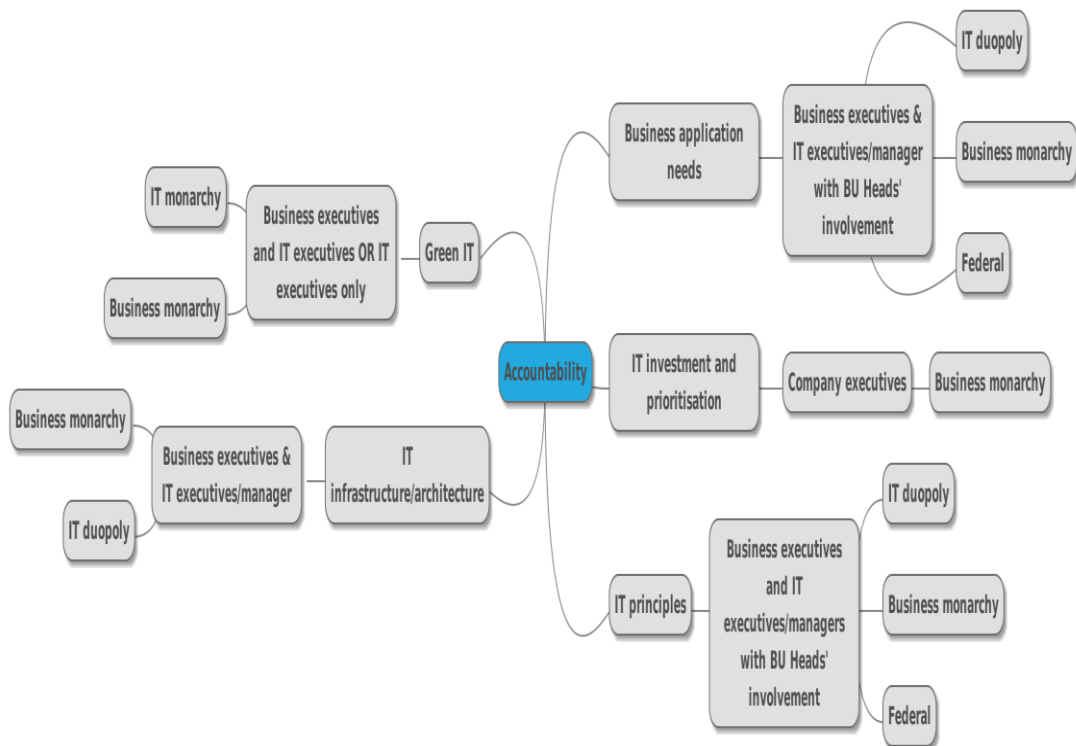 Accountability
Business application
needs
Business executives &
IT executives/manager
with BU Heads'
involvement
IT duopoly
Business monarchy
Federal
IT investment and
prioritisation
Company executives
Business monarchy
IT principles
Business executives
and IT
executives/managers
with BU Heads'
involvement
IT duopoly
Business monarchy
Federal
Green IT
Business executives
and IT executives OR IT
executives only
IT monarchy
Business monarchy
IT
infrastructure/architecture
Business executives &
IT executives/manager
Business monarchy
IT duopoly